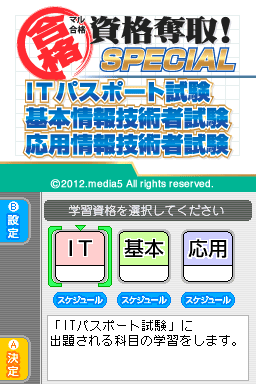 マル合格
合格
資格奪取!
SPECIAL
ITパスポート試験
基本情報技術者試験
応用情報技術者試験
©2012.media5 All rights reserved.
B 設定
学習資格を選択してください
IT 基本 応用
スケジュール スケジュール スケジュール
A 決定
「ITパスポート試験」に
出題される科目の学習をします。